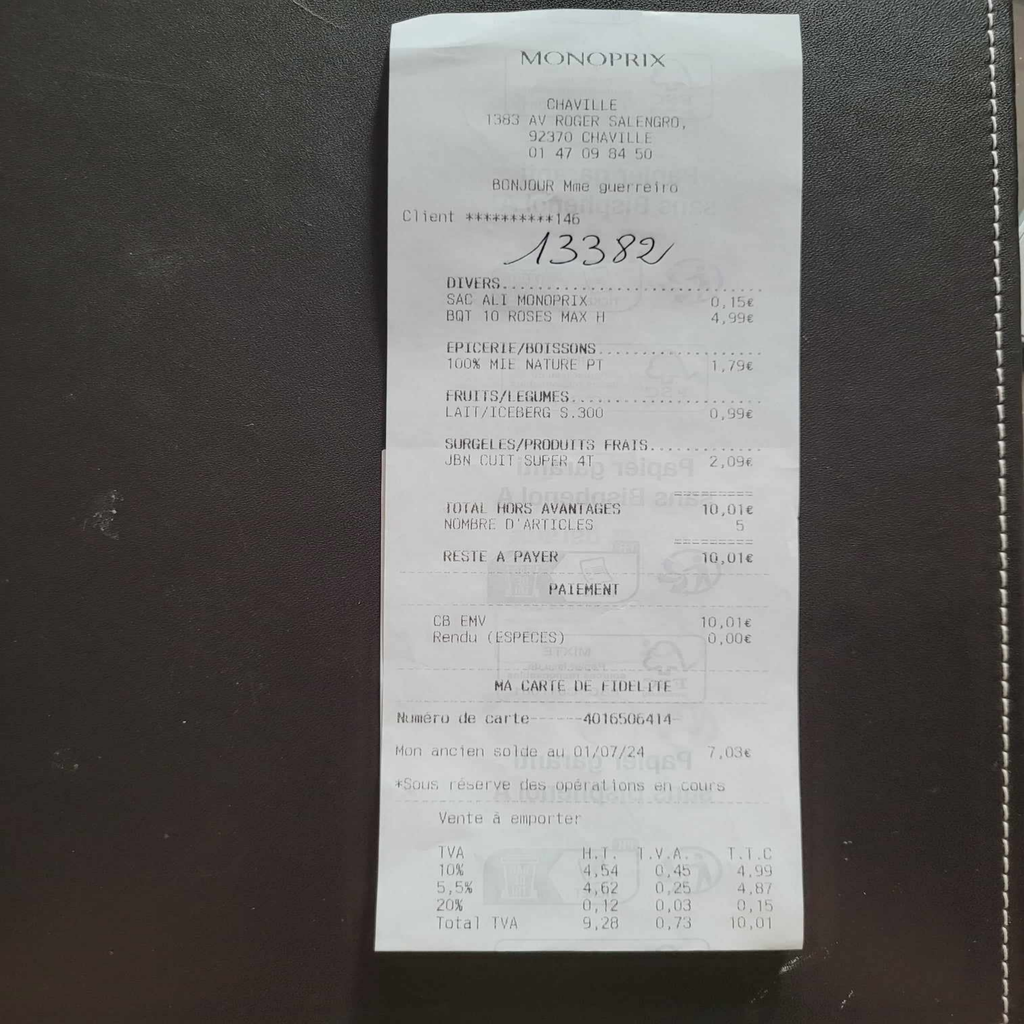 MONOPRIX
CHAVILLE
1383 AV ROGER SALENGRO,
92370 CHAVILLE
01 47 09 84 50
BONJOUR Mme guerreiro
Client **********146
13382
DIVERS..............................
SAC ALI MONOPRIX 0,15€
BQT 10 ROSES MAX H 4,99€
EPICERIE/BOISSONS...................
100% MIE NATURE PT 1,79€
FRUITS/LEGUMES......................
LAIT/ICEBERG S.300 0,99€
SURGELES/PRODUITS FRAIS.............
JBN CUIT SUPER 4T 2,09€
=========
TOTAL HORS AVANTAGES 10,01€
NOMBRE D'ARTICLES 5
=========
RESTE A PAYER 10,01€
PAIEMENT
CB EMV 10,01€
Rendu (ESPECES) 0,00€
MA CARTE DE FIDELITE
Numéro de carte------4016506414-
Mon ancien solde au 01/07/24 7,03€
*Sous réserve des opérations en cours
Vente à emporter
TVA H.T. T.V.A. T.T.C
10% 4,54 0,45 4,99
5,5% 4,62 0,25 4,87
20% 0,12 0,03 0,15
Total TVA 9,28 0,73 10,01